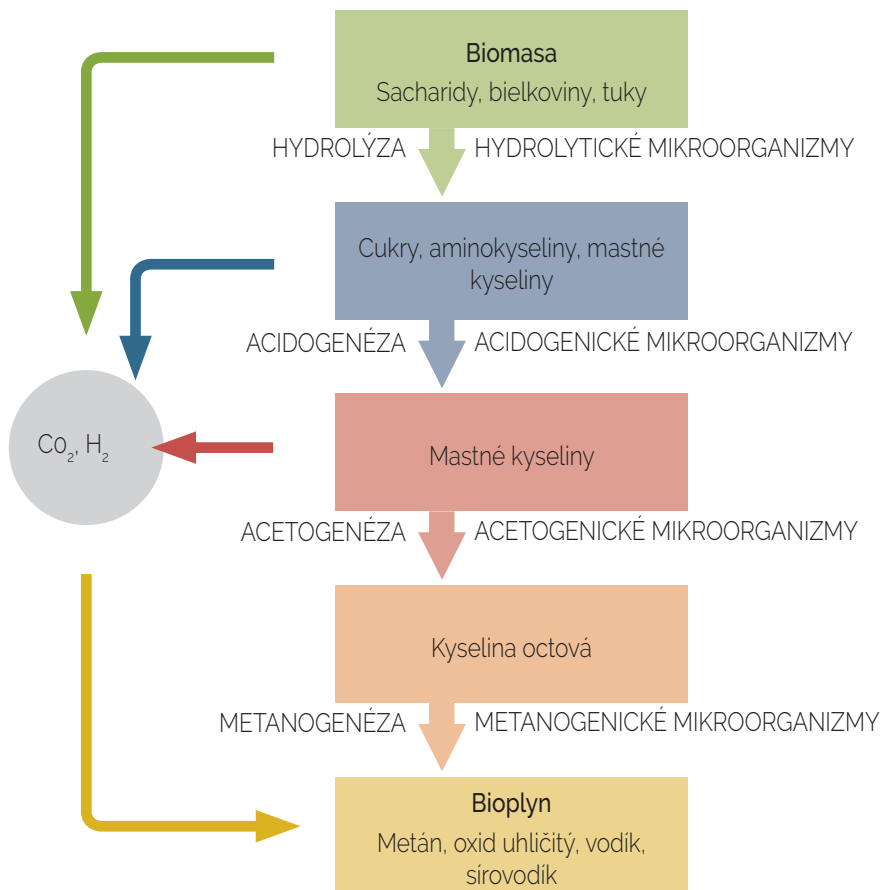 Biomasa
Sacharidy, bielkoviny, tuky
HYDROLÝZA
HYDROLYTICKÉ MIKROORGANIZMY
Cukry, aminokyseliny, mastné
kyseliny
ACIDOGENÉZA
ACIDOGENICKÉ MIKROORGANIZMY
Co₂, H₂
Mastné kyseliny
ACETOGENÉZA
ACETOGENICKÉ MIKROORGANIZMY
Kyselina octová
METANOGENÉZA
METANOGENICKÉ MIKROORGANIZMY
Bioplyn
Metán, oxid uhličitý, vodík,
sírovodík